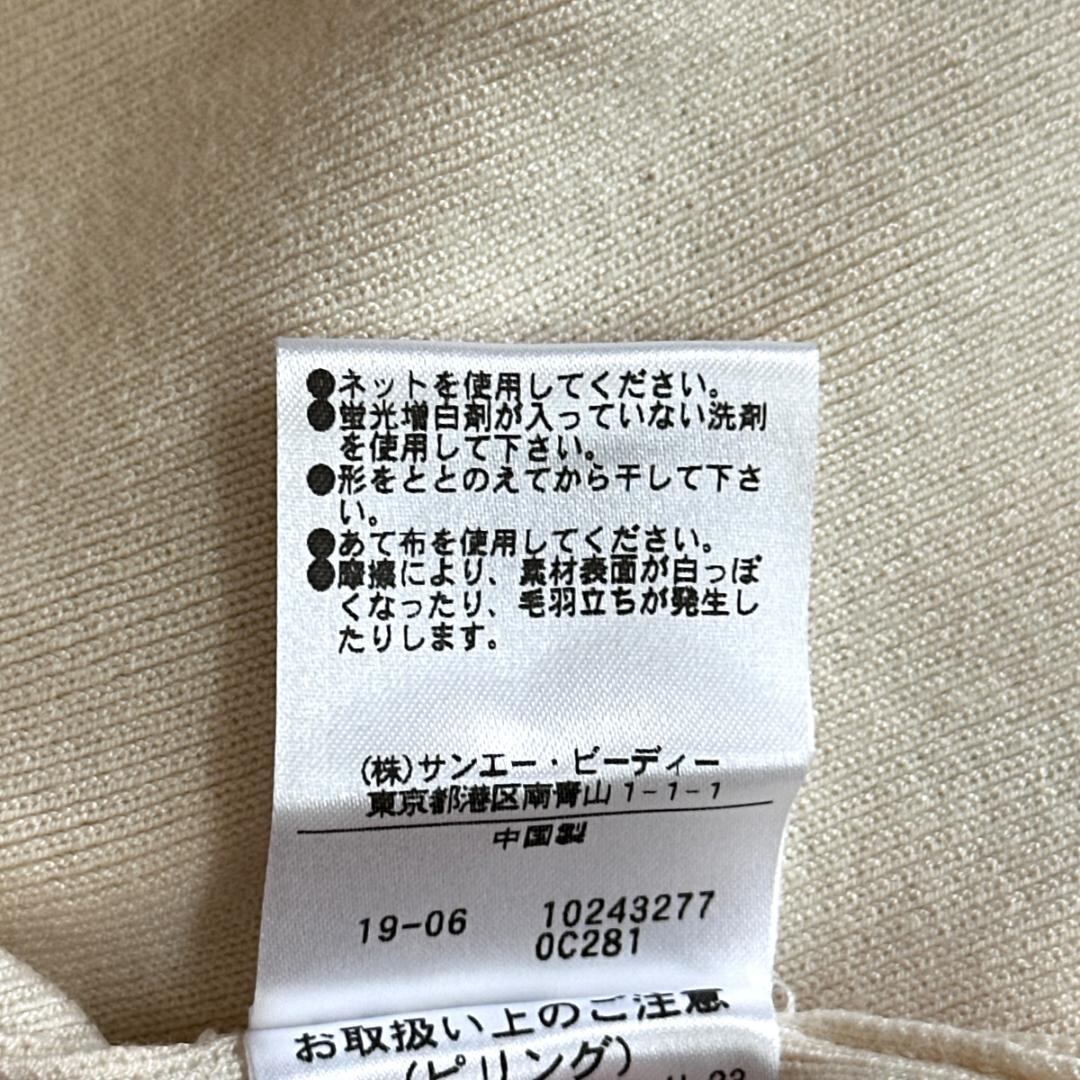 ●ネットを使用してください。
●蛍光増白剤が入っていない洗剤
を使用して下さい。
●形をととのえてから干して下さ
い。
●あて布を使用してください。
●摩擦により、素材表面が白っぽ
くなったり、毛羽立ちが発生し
たりします。
(株)サンエー・ビーディー
東京都港区南青山1-1-1
中国製
19-06 10243277
0C281
お取扱い上のご注意
(ピリング)